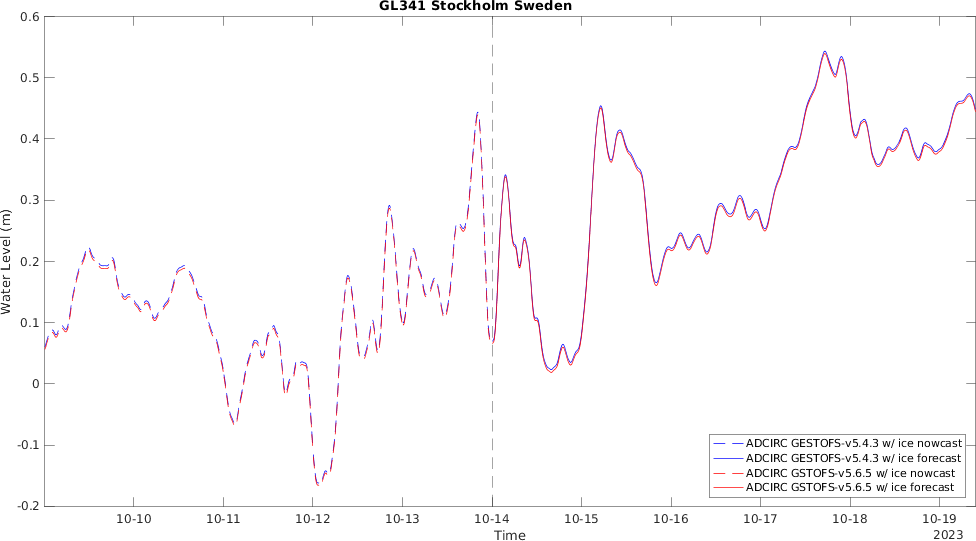 GL341 Stockholm Sweden
0.6
0.5
0.4
0.3
0.2
0.1
0
-0.1
-0.2
Water Level (m)
ADCIRC GESTOFS-v5.4.3 w/ ice nowcast
ADCIRC GESTOFS-v5.4.3 w/ ice forecast
ADCIRC GSTOFS-v5.6.5 w/ ice nowcast
ADCIRC GSTOFS-v5.6.5 w/ ice forecast
10-10 10-11 10-12 10-13 10-14 10-15 10-16 10-17 10-18 10-19
Time 2023